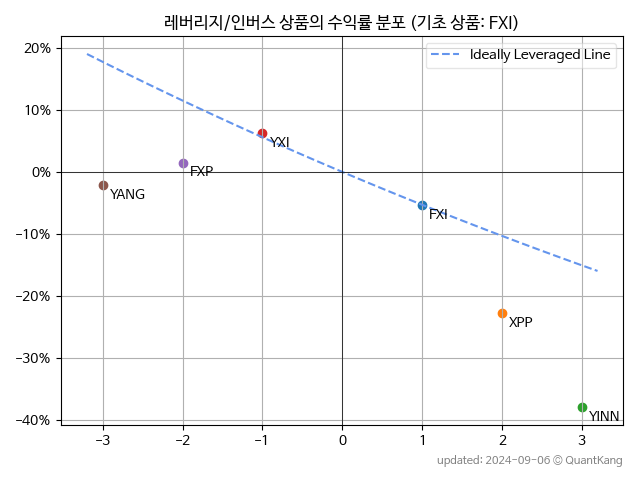 레버리지/인버스 상품의 수익률 분포 (기초 상품: FXI)
20%
10%
0%
−10%
−20%
−30%
−40%
Ideally Leveraged Line
YXI
FXP
YANG
FXI
XPP
YINN
−3
−2
−1
0
1
2
3
updated: 2024-09-06 © QuantKang